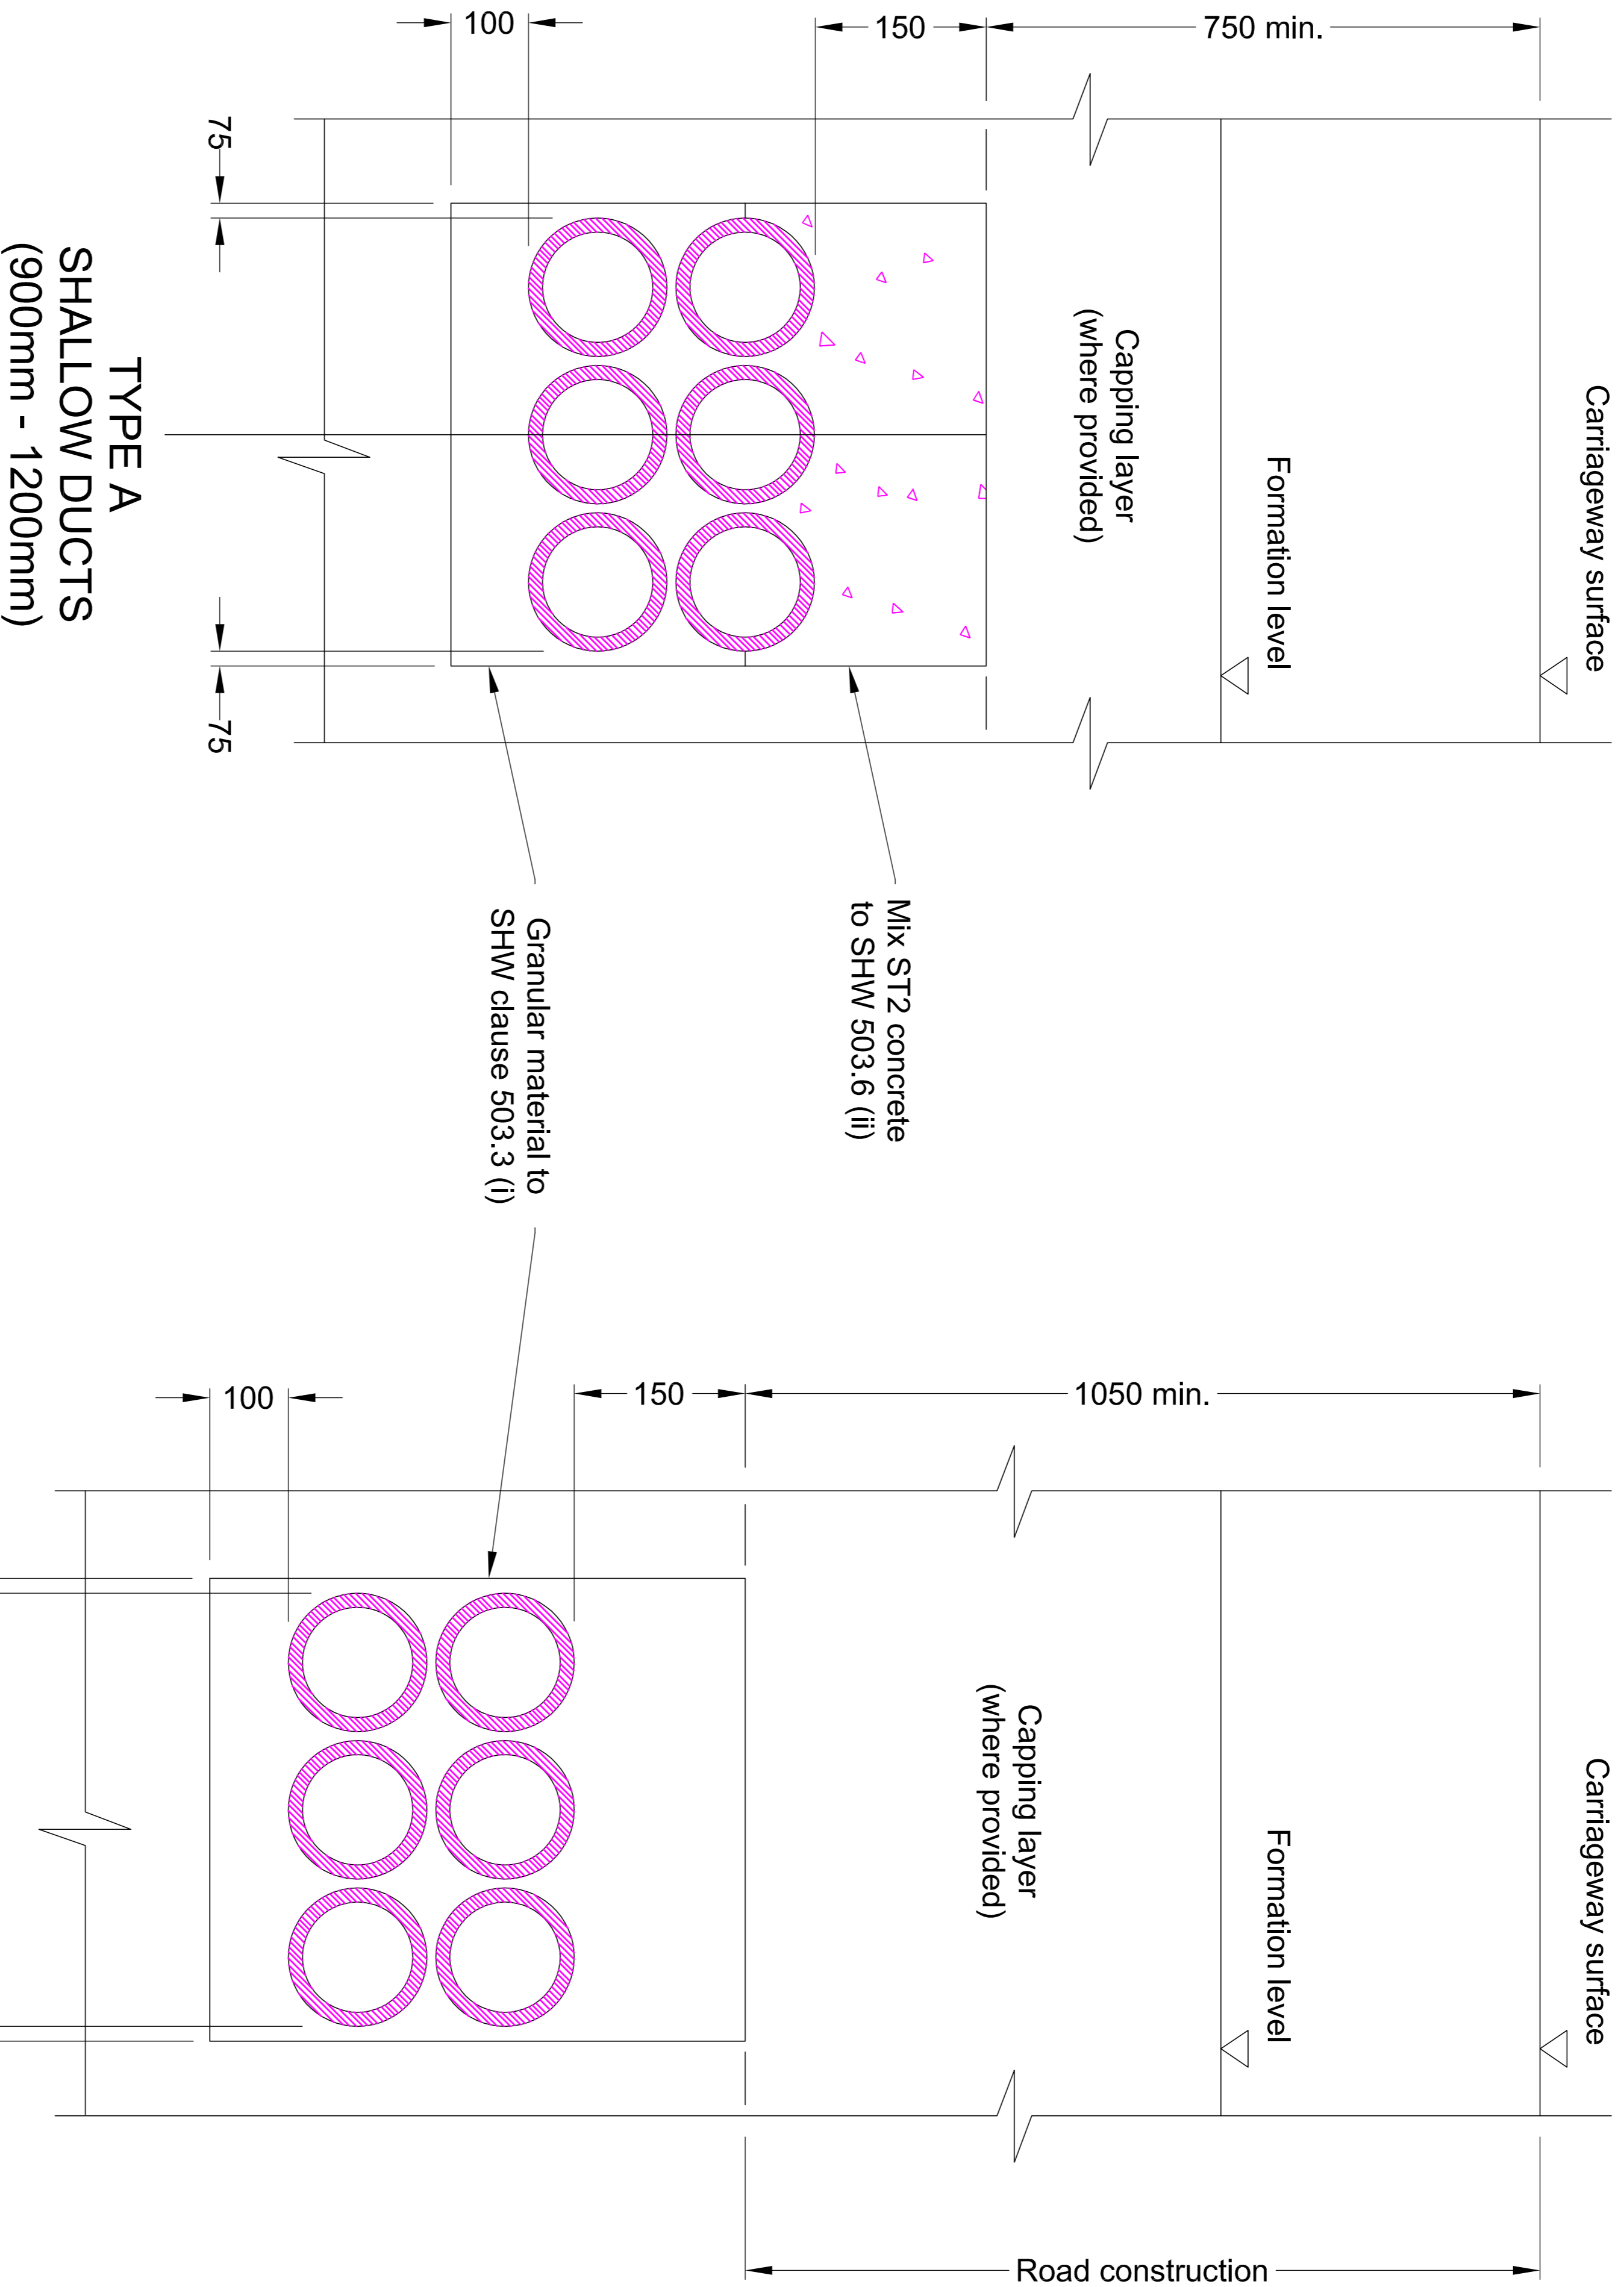 Carriageway surface
Formation level
Capping layer
(where provided)
750 min.
150
100
75
75
Mix ST2 concrete
to SHW 503.6 (ii)
Granular material to
SHW clause 503.3 (i)
TYPE A
SHALLOW DUCTS
(900mm - 1200mm)
Carriageway surface
Formation level
Capping layer
(where provided)
1050 min.
150
100
Road construction